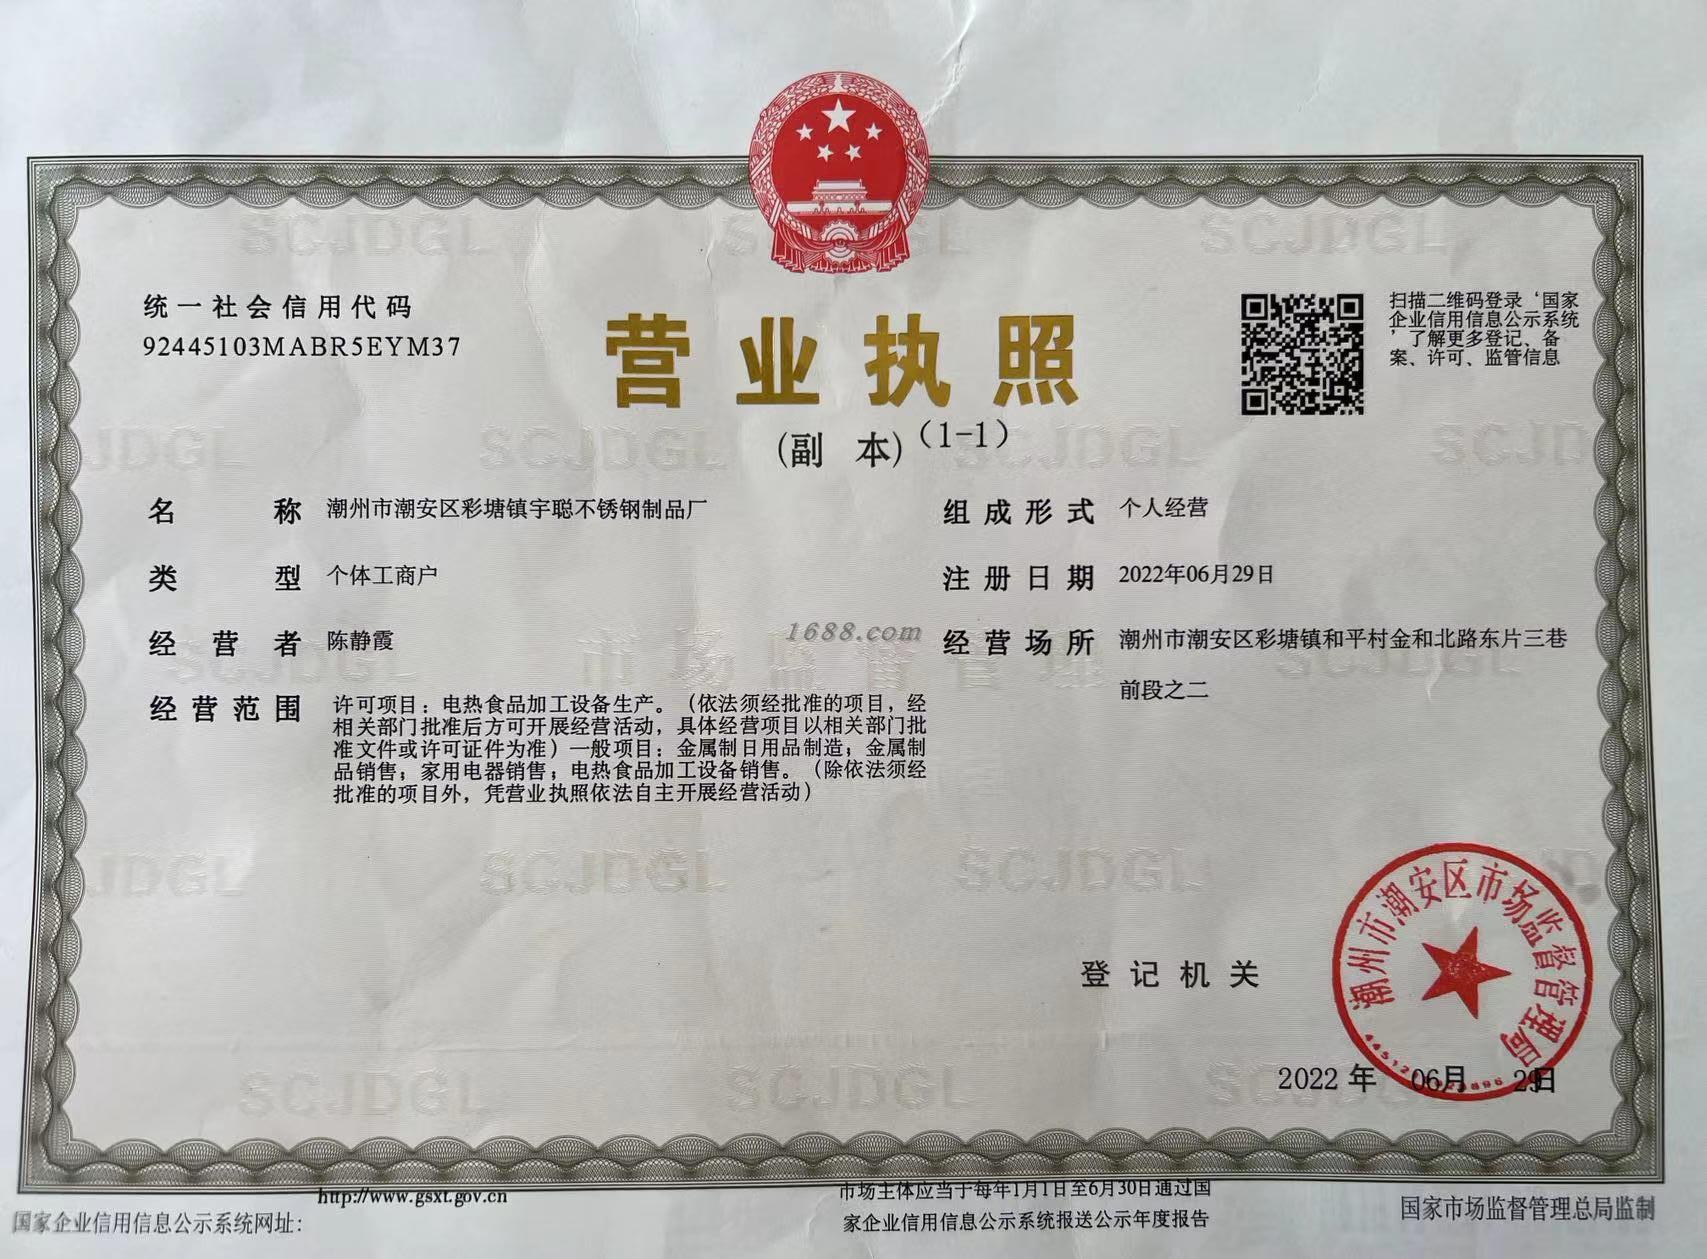 统一社会信用代码
92445103MABR5EYM37
营业执照
(副 本)（1-1）
扫描二维码登录‘国家
企业信用信息公示系统
’了解更多登记、备
案、许可、监管信息
名 称 潮州市潮安区彩塘镇宇聪不锈钢制品厂
类 型 个体工商户
经 营 者 陈静霞
经 营 范 围 许可项目：电热食品加工设备生产。（依法须经批准的项目，经
相关部门批准后方可开展经营活动，具体经营项目以相关部门批
准文件或许可证件为准）一般项目：金属制日用品制造；金属制
品销售；家用电器销售；电热食品加工设备销售。（除依法须经
批准的项目外，凭营业执照依法自主开展经营活动）
组 成 形 式 个人经营
注 册 日 期 2022年06月29日
经 营 场 所 潮州市潮安区彩塘镇和平村金和北路东片三巷
前段之二
1688.com
SCJDGL
市场监督管理
登 记 机 关
潮州市潮安区市场监督管理局
2022 年 06月 29日
http://www.gsxt.gov.cn
国家企业信用信息公示系统网址：
市场主体应当于每年1月1日至6月30日通过国
家企业信用信息公示系统报送公示年度报告
国家市场监督管理总局监制